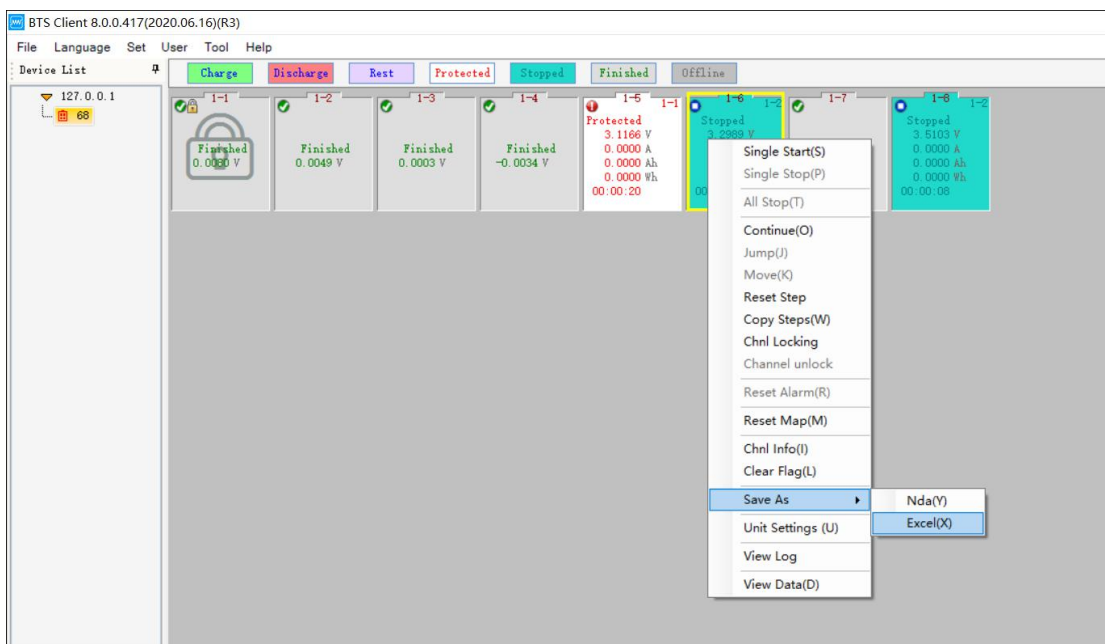 BTS Client 8.0.0.417(2020.06.16)(R3)
File Language Set User Tool Help
Device List
Charge Discharge Rest Protected Stopped Finished Offline
127.0.0.1
68
1-1
Finished
0.0080 V
1-2
Finished
0.0049 V
1-3
Finished
0.0003 V
1-4
Finished
-0.0034 V
1-5 1-1
Protected
3.1166 V
0.0000 A
0.0000 Ah
0.0000 Wh
00:00:20
1-6 1-2
Stopped
3.2989 V
00
1-7
1-8 1-2
Stopped
3.5103 V
0.0000 A
0.0000 Ah
0.0000 Wh
00:00:08
Single Start(S)
Single Stop(P)
All Stop(T)
Continue(O)
Jump(J)
Move(K)
Reset Step
Copy Steps(W)
Chnl Locking
Channel unlock
Reset Alarm(R)
Reset Map(M)
Chnl Info(I)
Clear Flag(L)
Save As
Nda(Y)
Excel(X)
Unit Settings (U)
View Log
View Data(D)